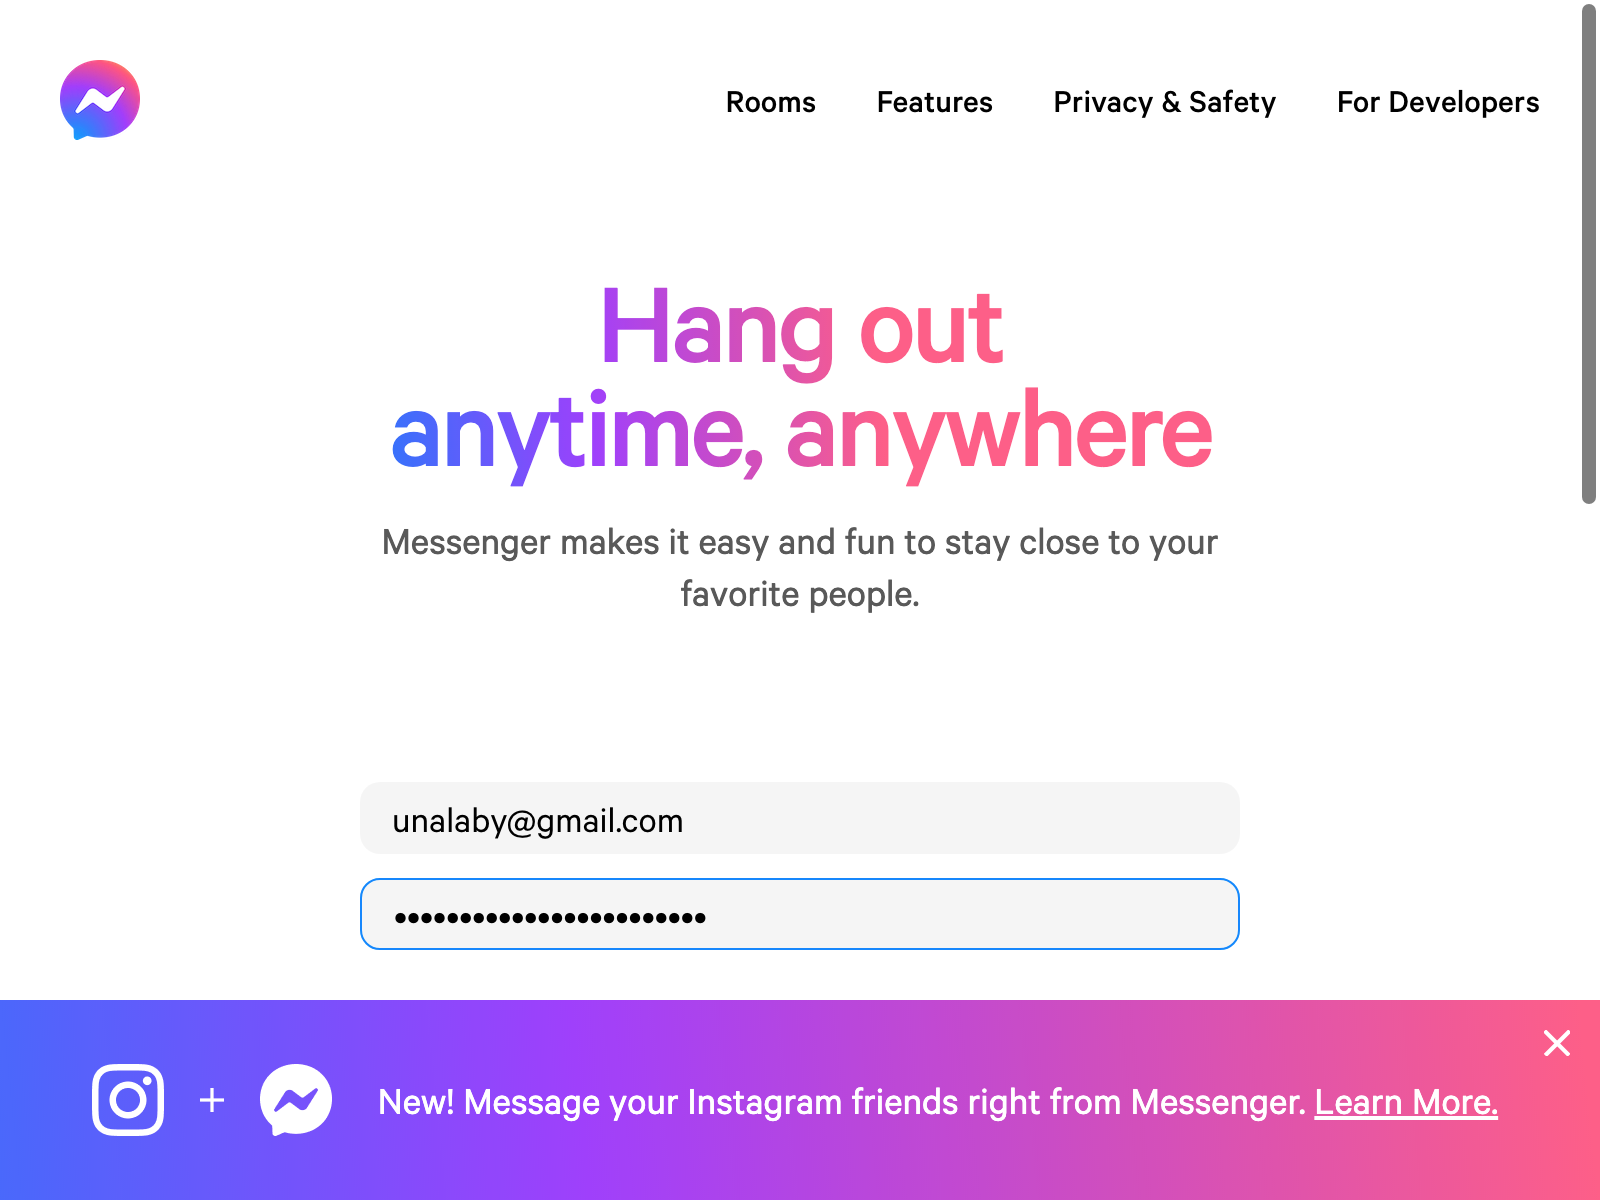 Rooms Features Privacy & Safety For Developers
Hang out
anytime, anywhere
Messenger makes it easy and fun to stay close to your
favorite people.
unalaby@gmail.com
••••••••••••••••••••••••
New! Message your Instagram friends right from Messenger. Learn More.